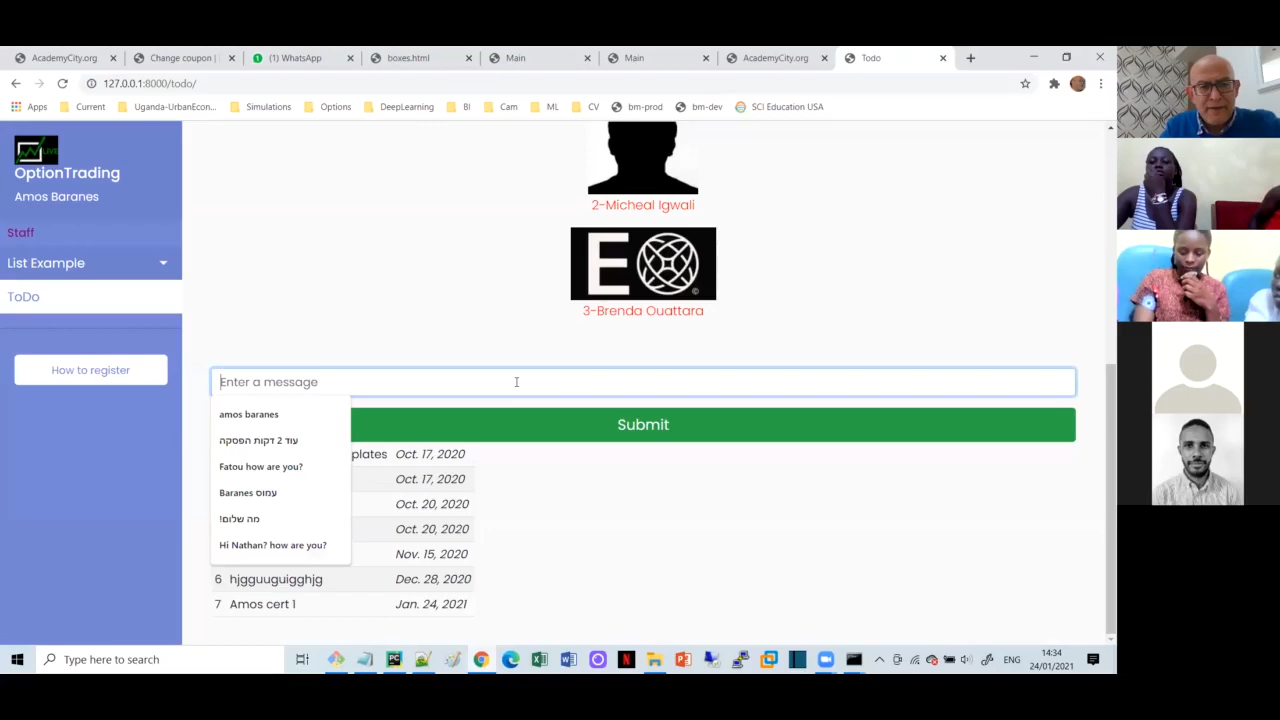 AcademyCity.org
Change coupon |
(1) WhatsApp
boxes.html
Main
Main
AcademyCity.org
Todo
127.0.0.1:8000/todo/
Apps
Current
Uganda-UrbanEcon...
Simulations
Options
DeepLearning
BI
Cam
ML
CV
bm-prod
bm-dev
SCI Education USA
LIVE
OptionTrading
Amos Baranes
Staff
List Example
ToDo
How to register
2-Micheal Igwali
EO
3-Brenda Ouattara
Enter a message
Submit
amos baranes
עוד 2 דקות הפסקה
Fatou how are you?
Baranes עמוס
מה שלום!
Hi Nathan? how are you?
plates Oct. 17, 2020
Oct. 17, 2020
Oct. 20, 2020
Oct. 20, 2020
Nov. 15, 2020
6 hjgguuguigghjg Dec. 28, 2020
7 Amos cert 1 Jan. 24, 2021
Type here to search
ENG
14:34
24/01/2021